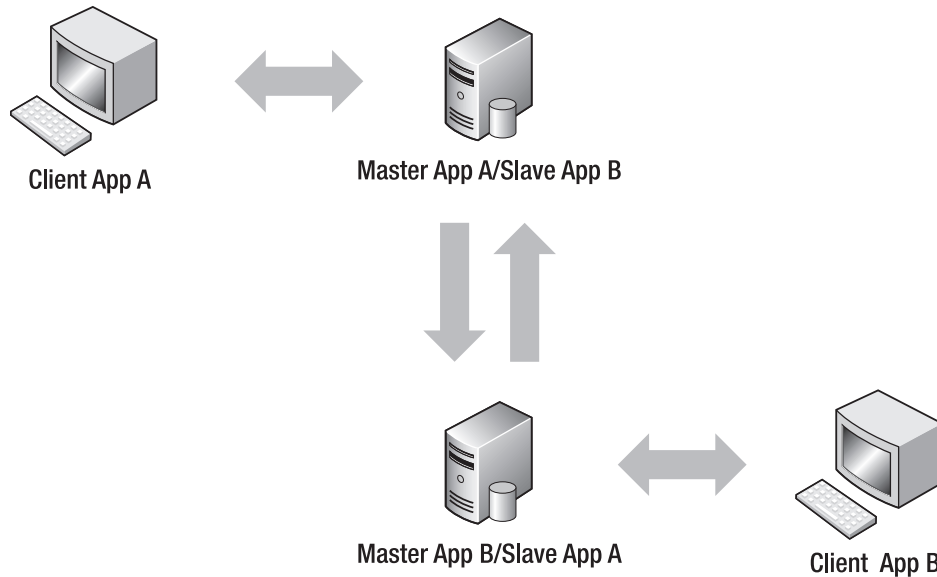 Client App A
Master App A/Slave App B
Master App B/Slave App A
Client App B